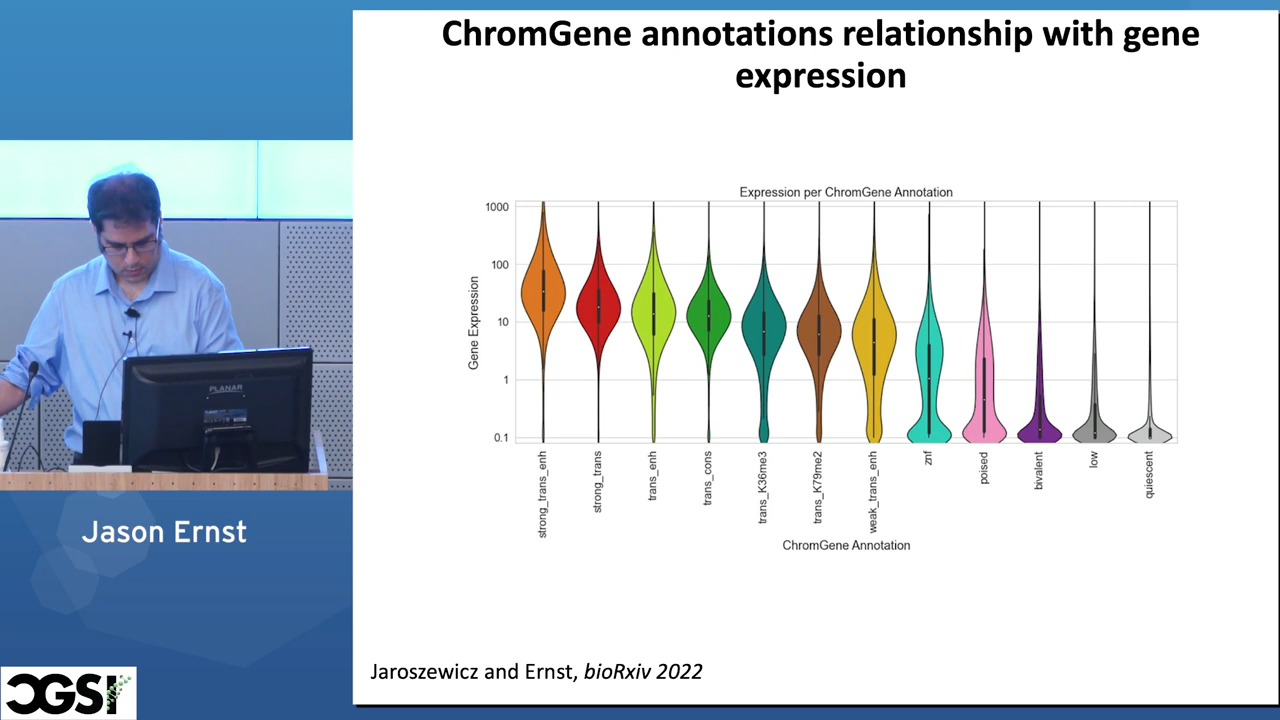 ChromGene annotations relationship with gene
expression
Expression per ChromGene Annotation
1000
100
10
1
0.1
Gene Expression
strong_trans_enh
strong_trans
trans_enh
trans_cons
trans_K36me3
trans_K79me2
weak_trans_enh
znf
poised
bivalent
low
quiescent
ChromGene Annotation
Jaroszewicz and Ernst, bioRxiv 2022
PLANAR
Jason Ernst
CGSI